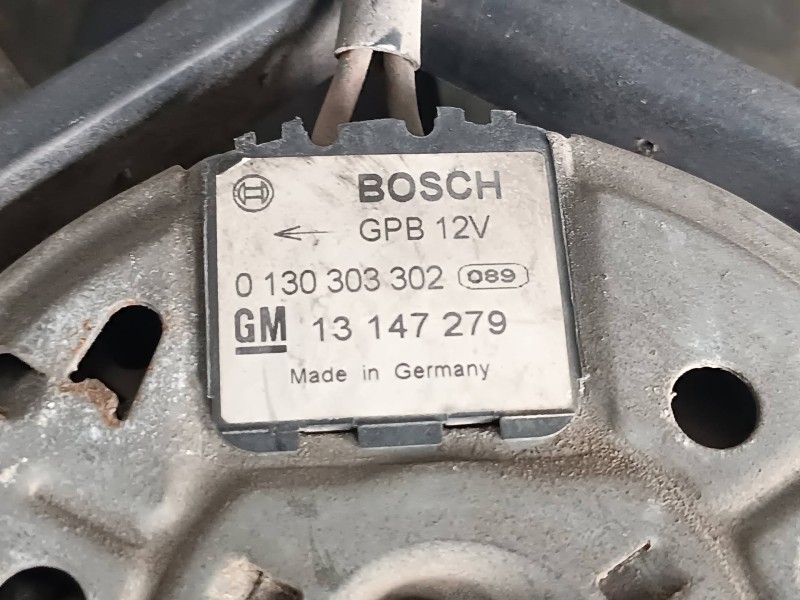 BOSCH
← GPB 12V
0 130 303 302 089
GM 13 147 279
Made in Germany